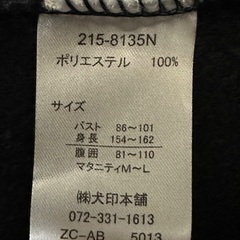 215-8135N
ポリエステル 100%
サイズ
バスト 86〜101
身長 154〜162
腹囲 81〜110
マタニティM〜L
㈱犬印本舗
072-331-1613
ZC-AB 5013